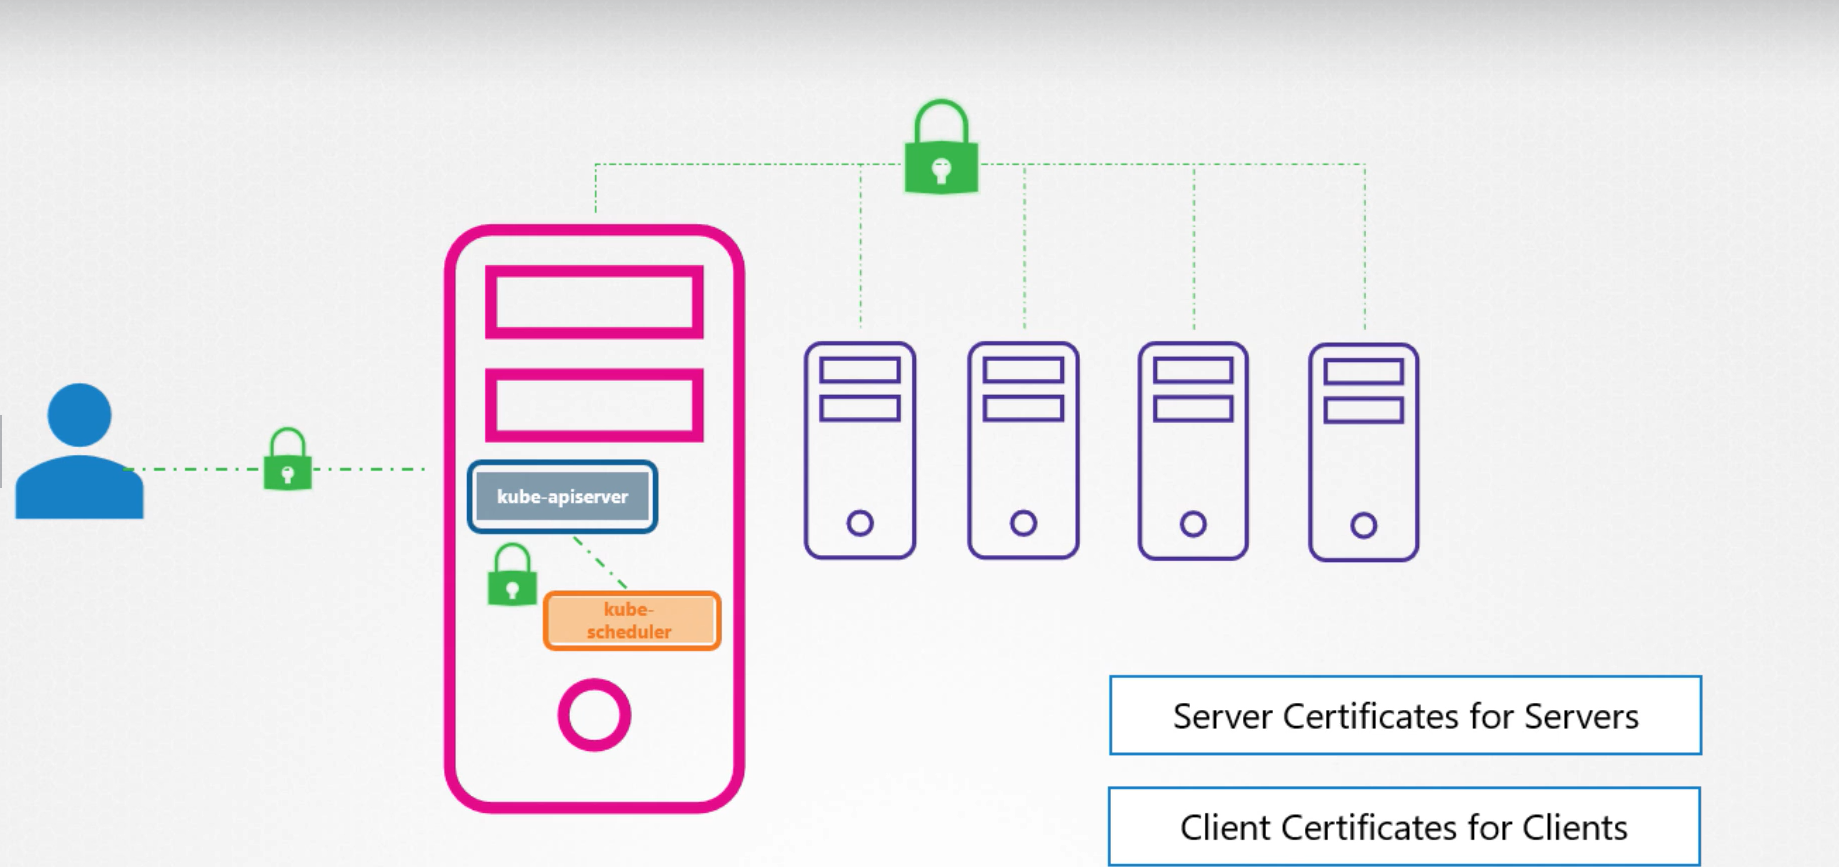 kube-apiserver
kube-
scheduler
Server Certificates for Servers
Client Certificates for Clients